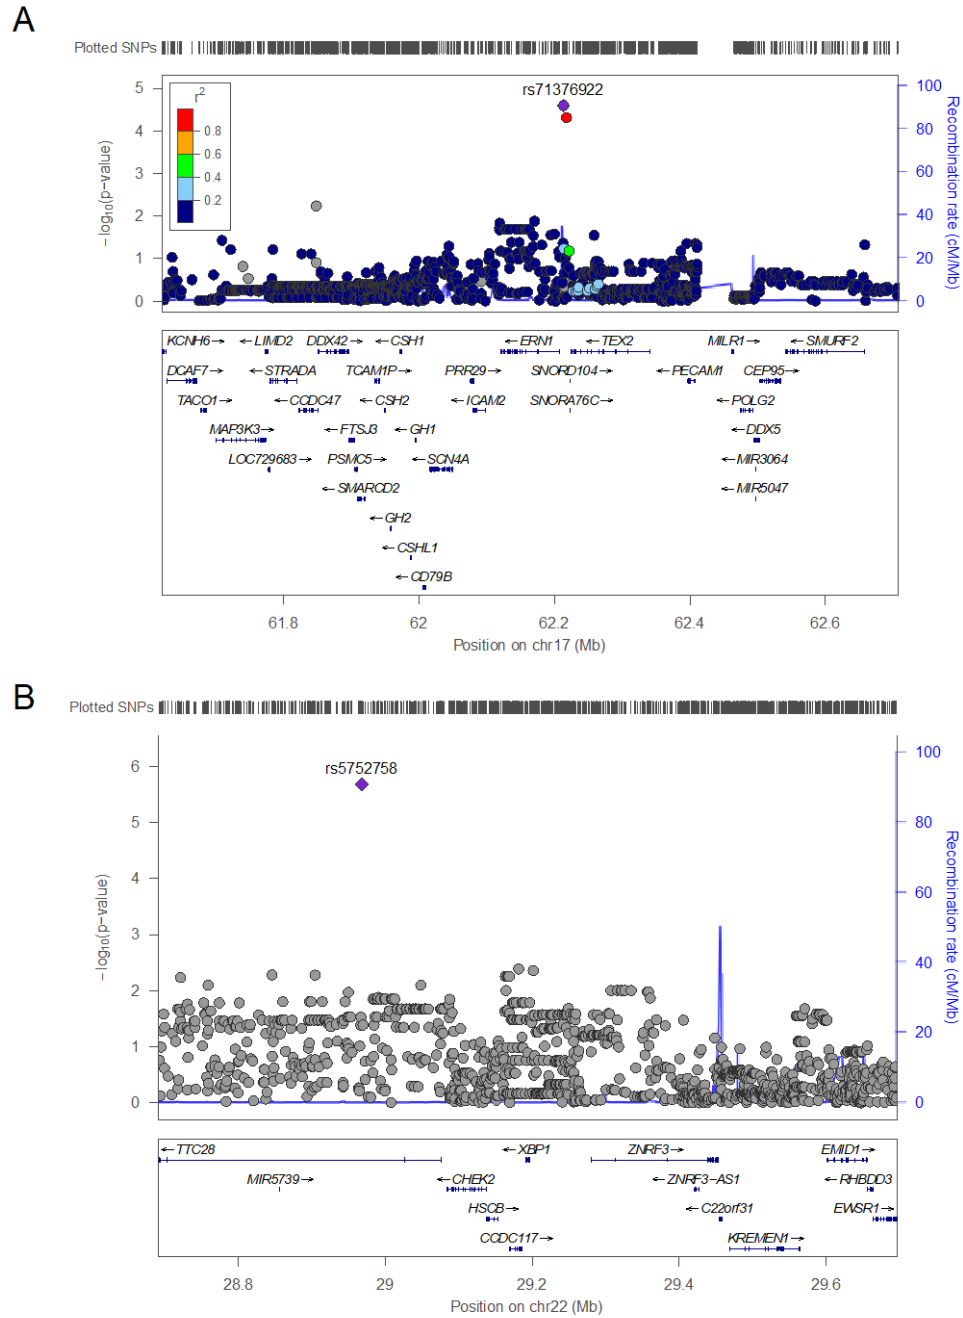 A
Plotted SNPs
rs71376922
r2
0.8
0.6
0.4
0.2
5
4
3
2
1
0
−log10(p−value)
100
80
60
40
20
0
Recombination rate (cM/Mb)
KCNH6 LIMD2 DDX42 CSH1 ERN1 TEX2 MILR1 SMURF2
DCAF7 STRADA TCAM1P PRR29 SNORD104 PECAM1 CEP95
TACO1 CCDC47 CSH2 ICAM2 SNORA76C POLG2
MAP3K3 FTSJ3 GH1 DDX5
LOC729683 PSMC5 SCN4A MIR3064
SMARCD2 MIR5047
GH2
CSHL1
CD79B
61.8 62 62.2 62.4 62.6
Position on chr17 (Mb)
B
Plotted SNPs
rs5752758
6
5
4
3
2
1
0
−log10(p−value)
100
80
60
40
20
0
Recombination rate (cM/Mb)
TTC28 XBP1 ZNRF3 EMID1
MIR5739 CHEK2 ZNRF3−AS1 RHBDD3
HSCB C22orf31 EWSR1
CCDC117 KREMEN1
28.8 29 29.2 29.4 29.6
Position on chr22 (Mb)